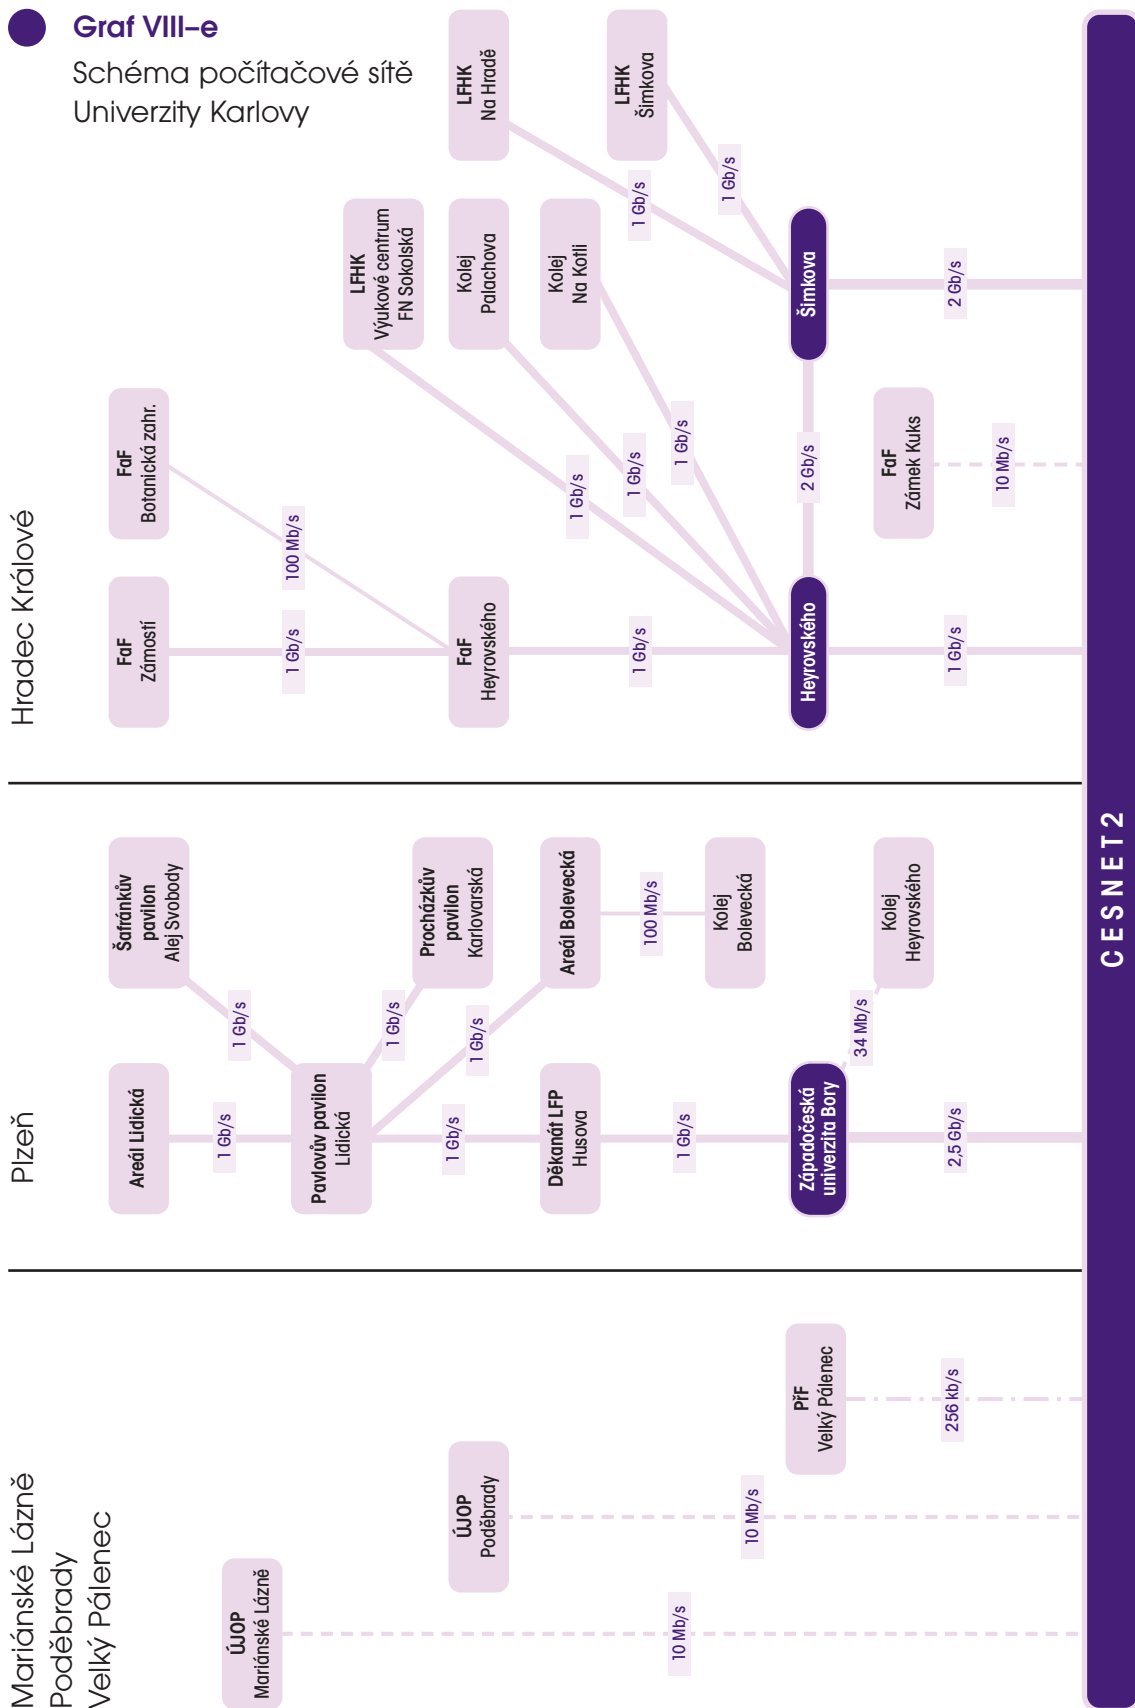 Graf VIII–e
Schéma počítačové sítě
Univerzity Karlovy
Hradec Králové
FaF
Zámostí
FaF
Botanická zahr.
1 Gb/s
100 Mb/s
FaF
Heyrovského
LFHK
Výukové centrum
FN Sokolská
Kolej
Palachova
Kolej
Na Kotli
LFHK
Na Hradě
LFHK
Šimkova
1 Gb/s
1 Gb/s
1 Gb/s
1 Gb/s
1 Gb/s
1 Gb/s
Heyrovského
2 Gb/s
Šimkova
FaF
Zámek Kuks
1 Gb/s
10 Mb/s
2 Gb/s
Plzeň
Areál Lidická
Šafránkův
pavilon
Alej Svobody
1 Gb/s
1 Gb/s
Pavlovův pavilon
Lidická
Procházkův
pavilon
Karlovarská
1 Gb/s
1 Gb/s
1 Gb/s
Děkanát LFP
Husova
Areál Bolevecká
1 Gb/s
100 Mb/s
Kolej
Bolevecká
Západočeská
univerzita Bory
34 Mb/s
Kolej
Heyrovského
2,5 Gb/s
Mariánské Lázně
Poděbrady
Velký Pálenec
ÚJOP
Mariánské Lázně
ÚJOP
Poděbrady
PřF
Velký Pálenec
10 Mb/s
10 Mb/s
256 kb/s
CESNET2